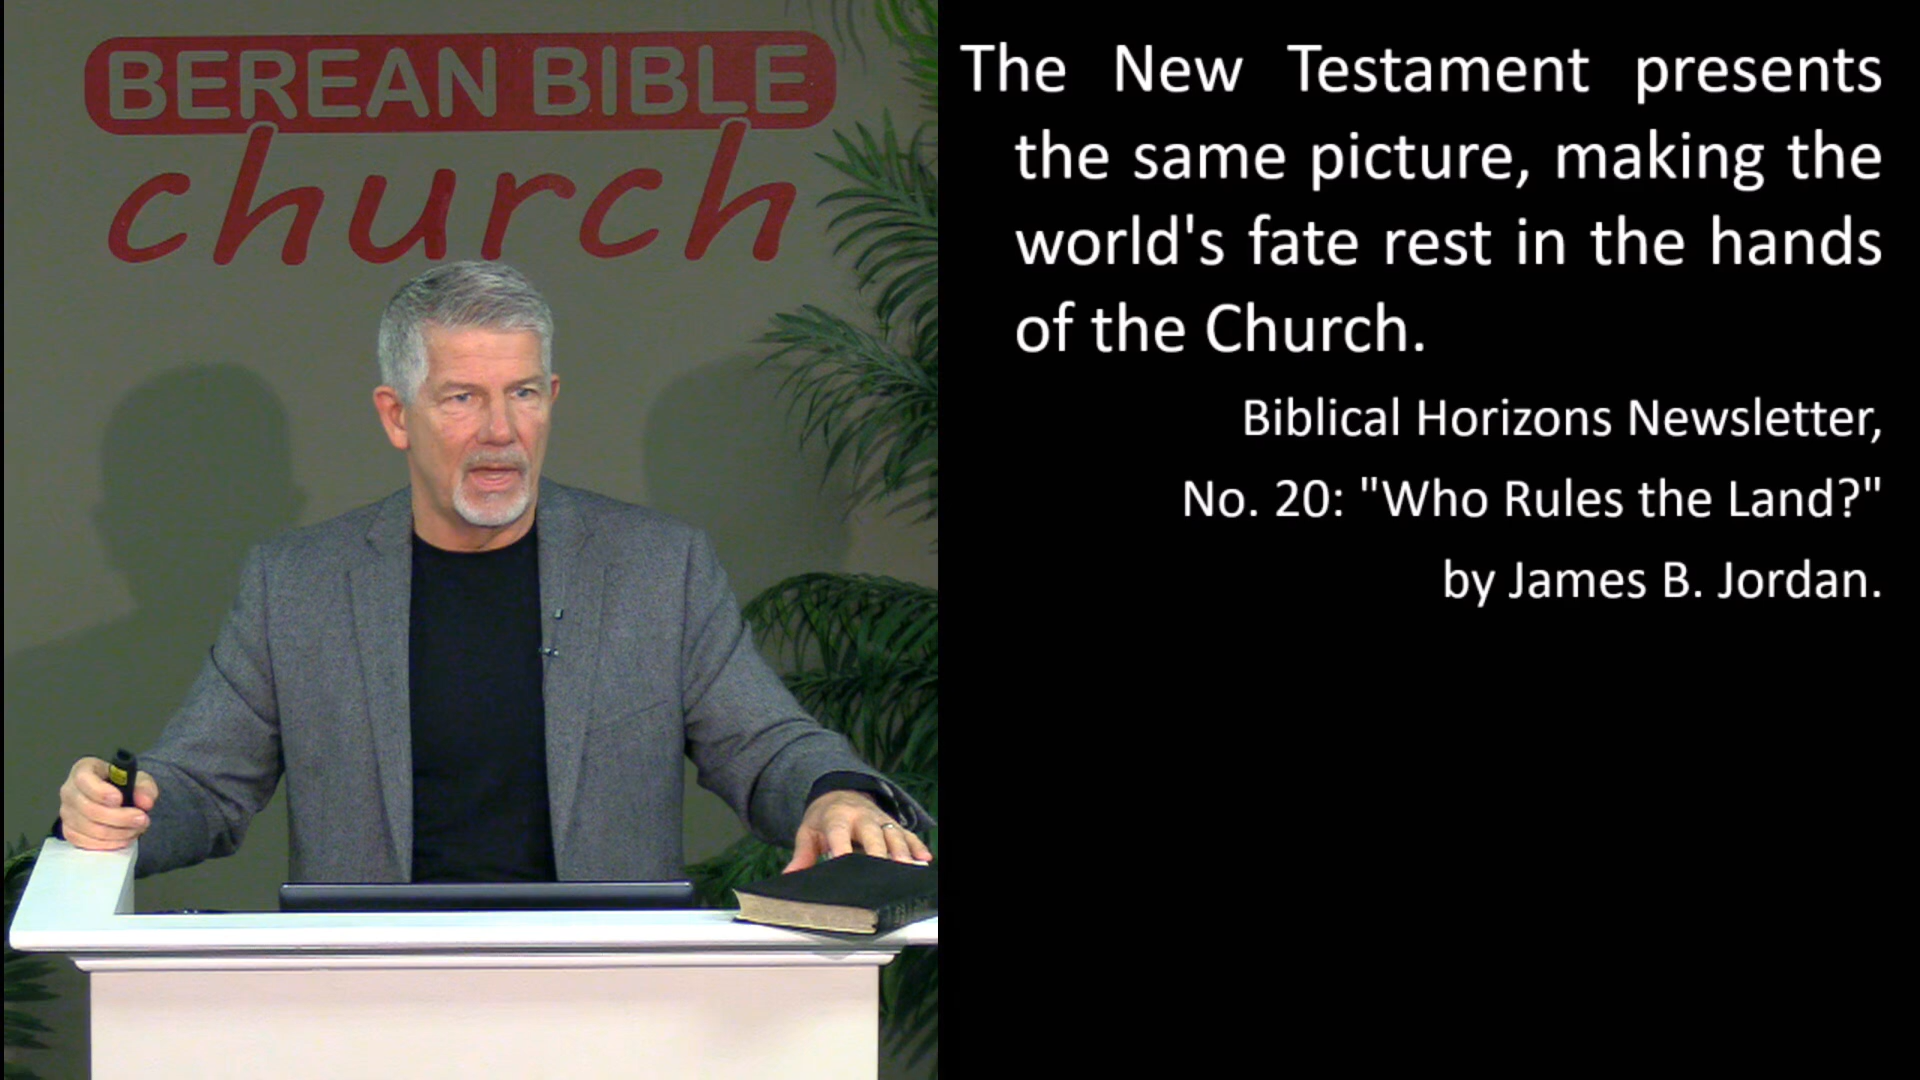 BEREAN BIBLE
church
The New Testament presents
the same picture, making the
world's fate rest in the hands
of the Church.
Biblical Horizons Newsletter,
No. 20: "Who Rules the Land?"
by James B. Jordan.